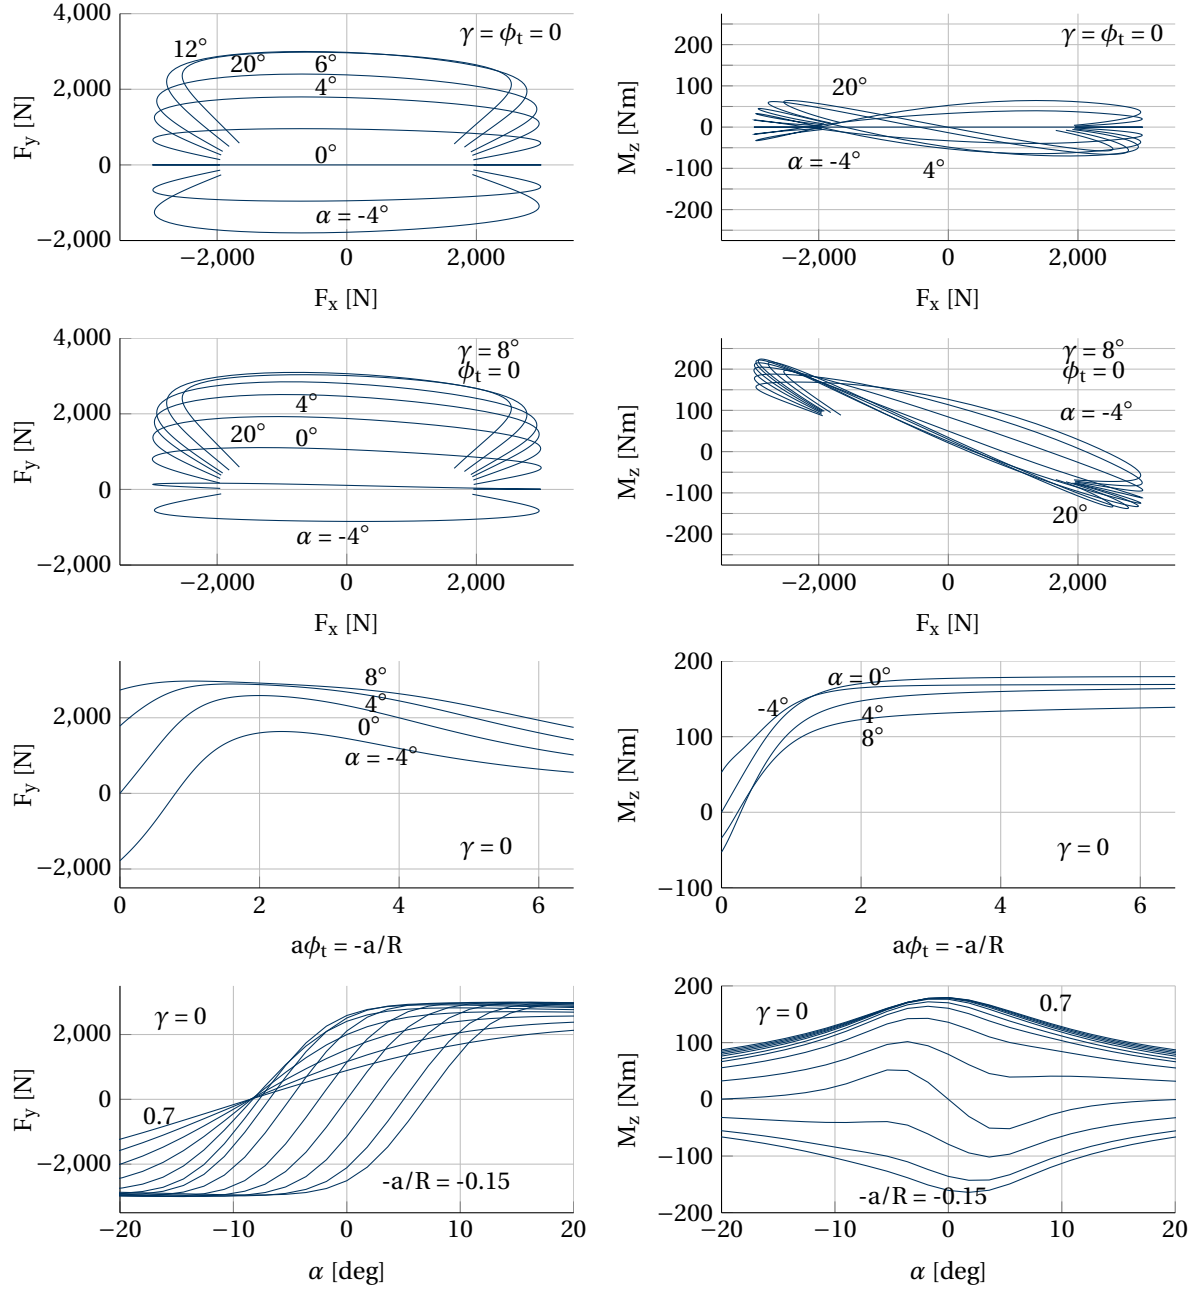 4,000
2,000
0
−2,000
F_y [N]
γ = ϕ_t = 0
12°
20°
6°
4°
0°
α = -4°
−2,000
0
2,000
F_x [N]
200
100
0
-100
-200
M_z [Nm]
γ = ϕ_t = 0
20°
α = -4°
4°
−2,000
0
2,000
F_x [N]
4,000
2,000
0
−2,000
F_y [N]
γ = 8°
ϕ_t = 0
4°
20°
0°
α = -4°
−2,000
0
2,000
F_x [N]
200
100
0
-100
-200
M_z [Nm]
γ = 8°
ϕ_t = 0
α = -4°
20°
−2,000
0
2,000
F_x [N]
2,000
0
−2,000
F_y [N]
8°
4°
0°
α = -4°
γ = 0
0
2
4
6
aϕ_t = -a/R
200
100
0
−100
M_z [Nm]
α = 0°
-4°
4°
8°
γ = 0
0
2
4
6
aϕ_t = -a/R
2,000
0
−2,000
F_y [N]
γ = 0
0.7
-a/R = -0.15
−20
−10
0
10
20
α [deg]
200
100
0
−100
−200
M_z [Nm]
γ = 0
0.7
-a/R = -0.15
−20
−10
0
10
20
α [deg]